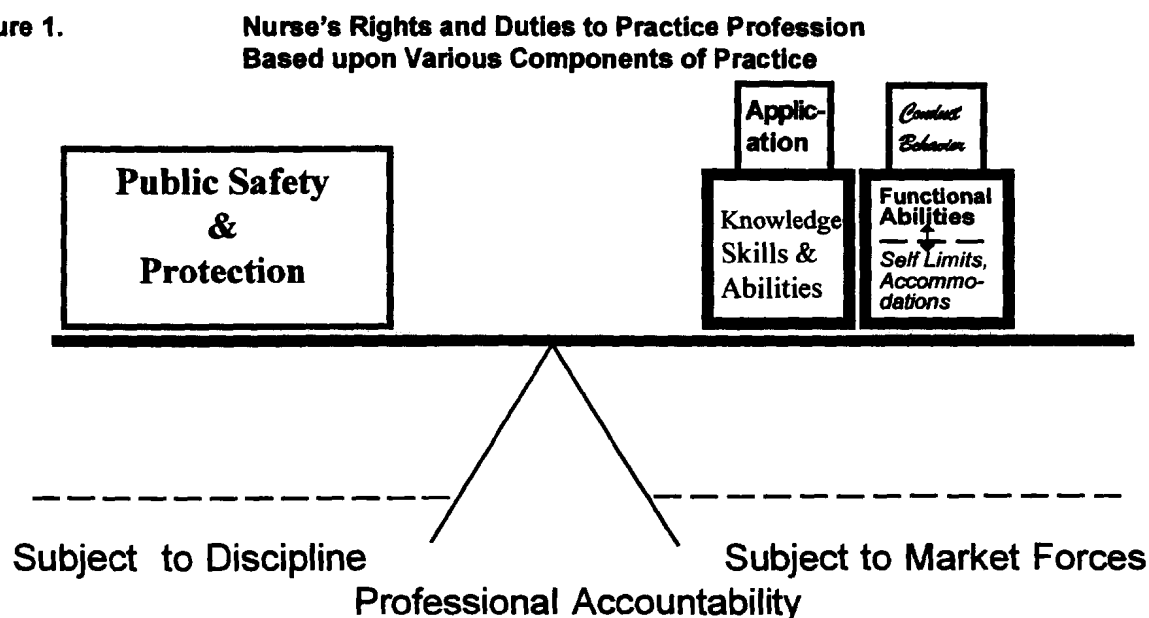 ure 1.
Nurse's Rights and Duties to Practice Profession
Based upon Various Components of Practice
Public Safety
&
Protection
Applic-
ation
Conduct
Behavior
Knowledge
Skills &
Abilities
Functional
Abilities
Self Limits,
Accommo-
dations
Subject to Discipline
Subject to Market Forces
Professional Accountability